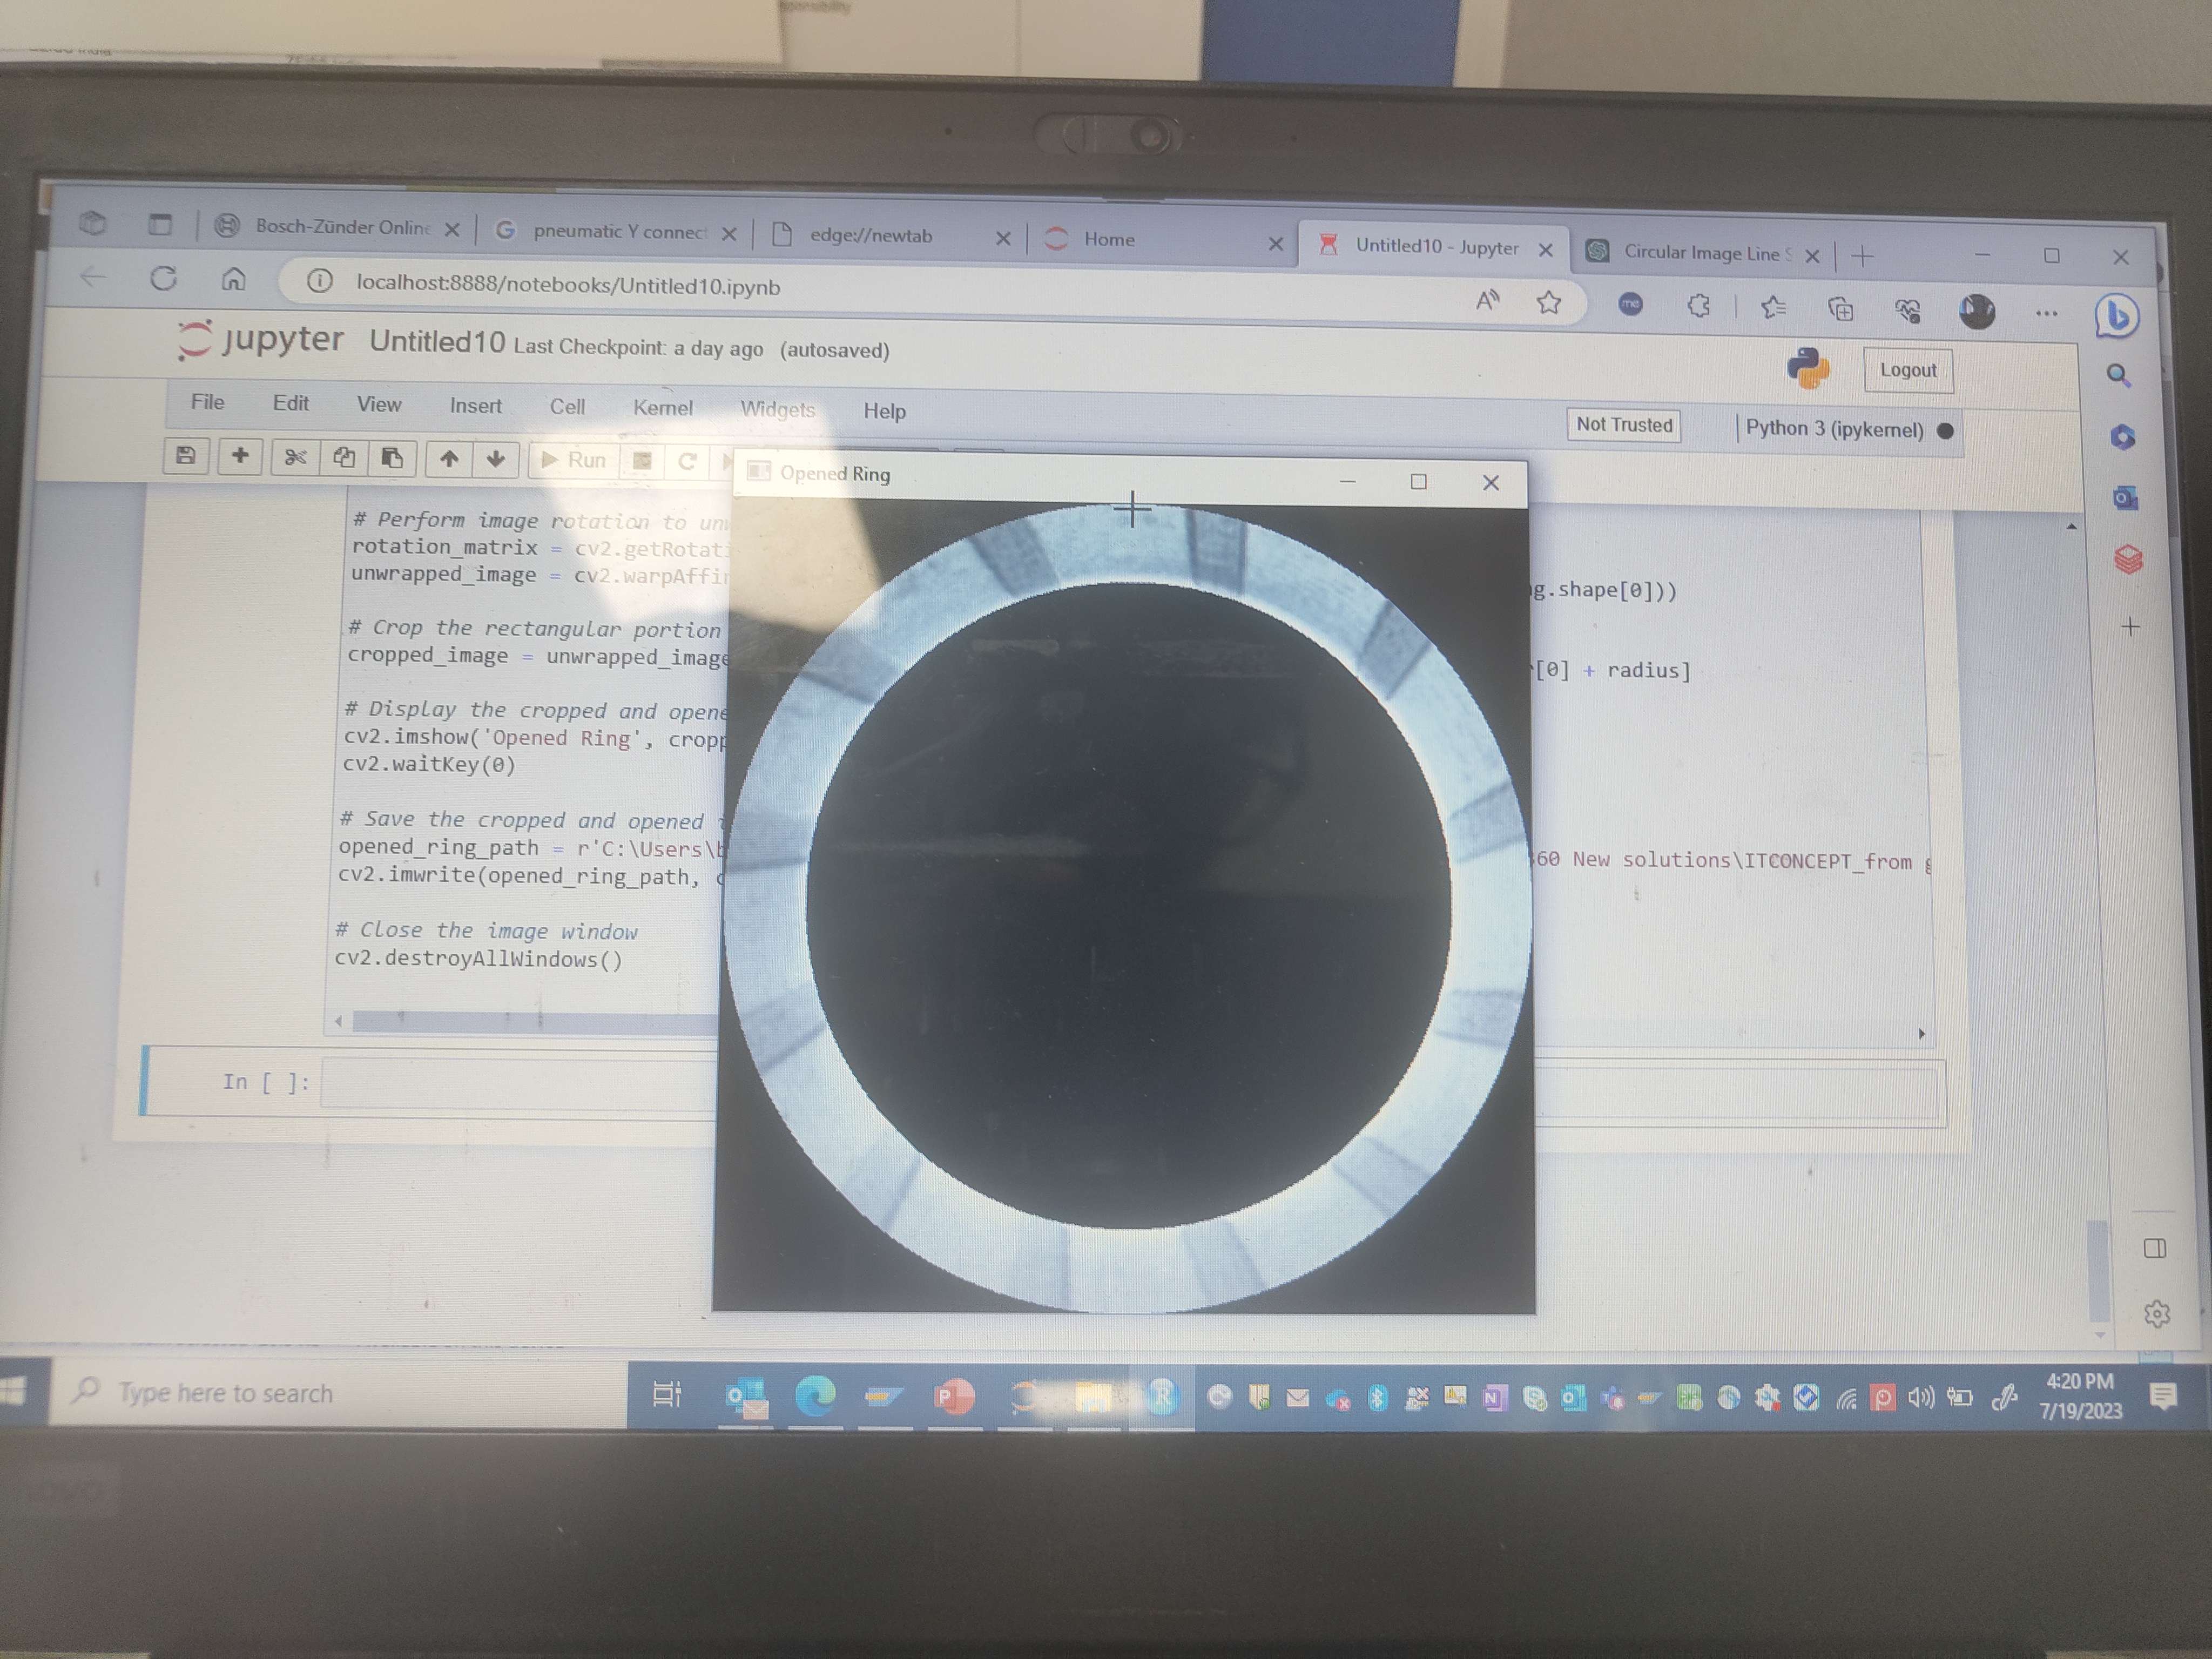 ponsibility
Bosch-Zünder Online
pneumatic Y connect
edge://newtab
Home
Untitled10 - Jupyter
Circular Image Line S
localhost:8888/notebooks/Untitled10.ipynb
jupyter Untitled10 Last Checkpoint: a day ago (autosaved)
Logout
File Edit View Insert Cell Kernel Widgets Help
Not Trusted
Python 3 (ipykernel)
Run
Opened Ring
# Perform image rotation to un
rotation_matrix = cv2.getRotati
unwrapped_image = cv2.warpAffin
g.shape[0]))
# Crop the rectangular portion
cropped_image = unwrapped_image
[0] + radius]
# Display the cropped and opene
cv2.imshow('Opened Ring', cropp
cv2.waitKey(0)
# Save the cropped and opened
opened_ring_path = r'C:\Users\b
60 New solutions\ITCONCEPT_from g
cv2.imwrite(opened_ring_path, c
# Close the image window
cv2.destroyAllWindows()
In [ ]:
Type here to search
4:20 PM
7/19/2023